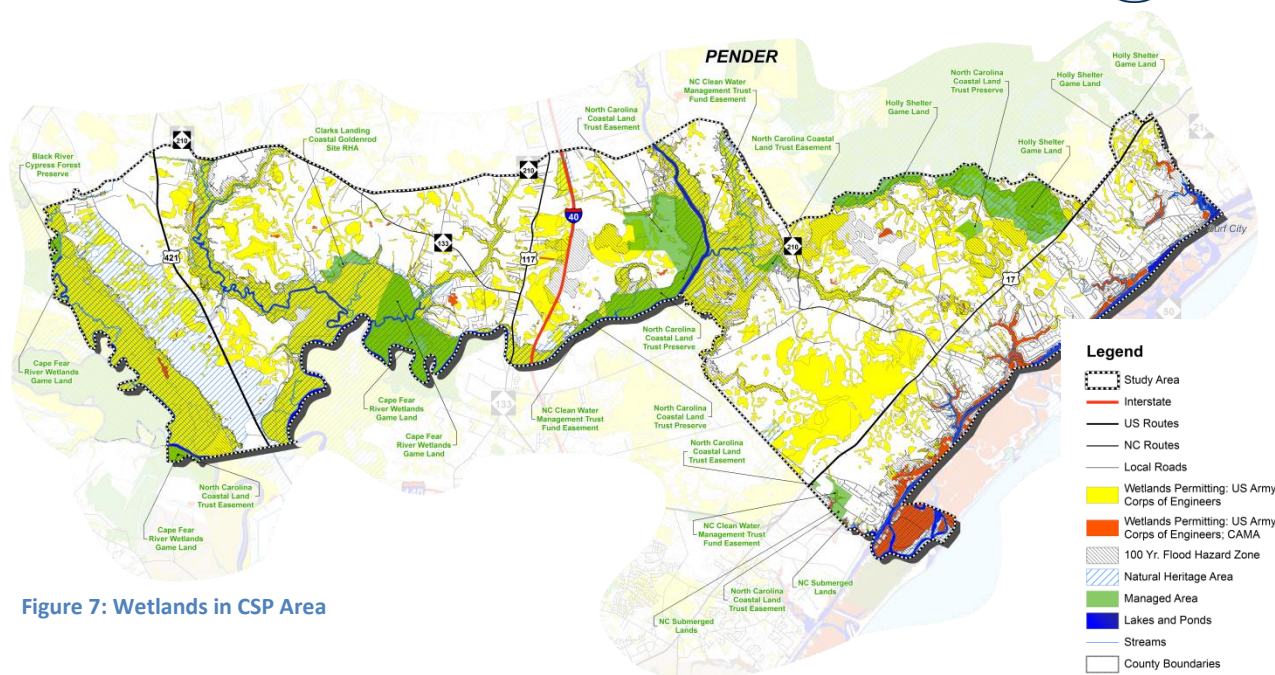 PENDER
Holly Shelter
Game Land
Holly Shelter
Game Land
North Carolina
Coastal Land
Trust Preserve
NC Clean Water
Management Trust
Fund Easement
Holly Shelter
Game Land
North Carolina
Coastal Land
Trust Easement
North Carolina Coastal
Land Trust Easement
Holly Shelter
Game Land
Clarks Landing
Coastal Goldenrod
Site RHA
Black River
Cypress Forest
Preserve
210
210
133
40
117
421
210
17
21
Surf City
50
133
Cape Fear
River Wetlands
Game Land
North Carolina
Coastal Land
Trust Easement
Cape Fear
River Wetlands
Game Land
Cape Fear
River Wetlands
Game Land
Cape Fear
River Wetlands
Game Land
NC Clean Water
Management Trust
Fund Easement
North Carolina
Coastal Land
Trust Preserve
North Carolina
Coastal Land
Trust Preserve
North Carolina
Coastal Land
Trust Easement
NC Clean Water
Management Trust
Fund Easement
NC Submerged
Lands
North Carolina
Coastal Land
Trust Easement
NC Submerged
Lands
Legend
Study Area
Interstate
US Routes
NC Routes
Local Roads
Wetlands Permitting: US Army
Corps of Engineers
Wetlands Permitting: US Army
Corps of Engineers; CAMA
100 Yr. Flood Hazard Zone
Natural Heritage Area
Managed Area
Lakes and Ponds
Streams
County Boundaries
Figure 7: Wetlands in CSP Area